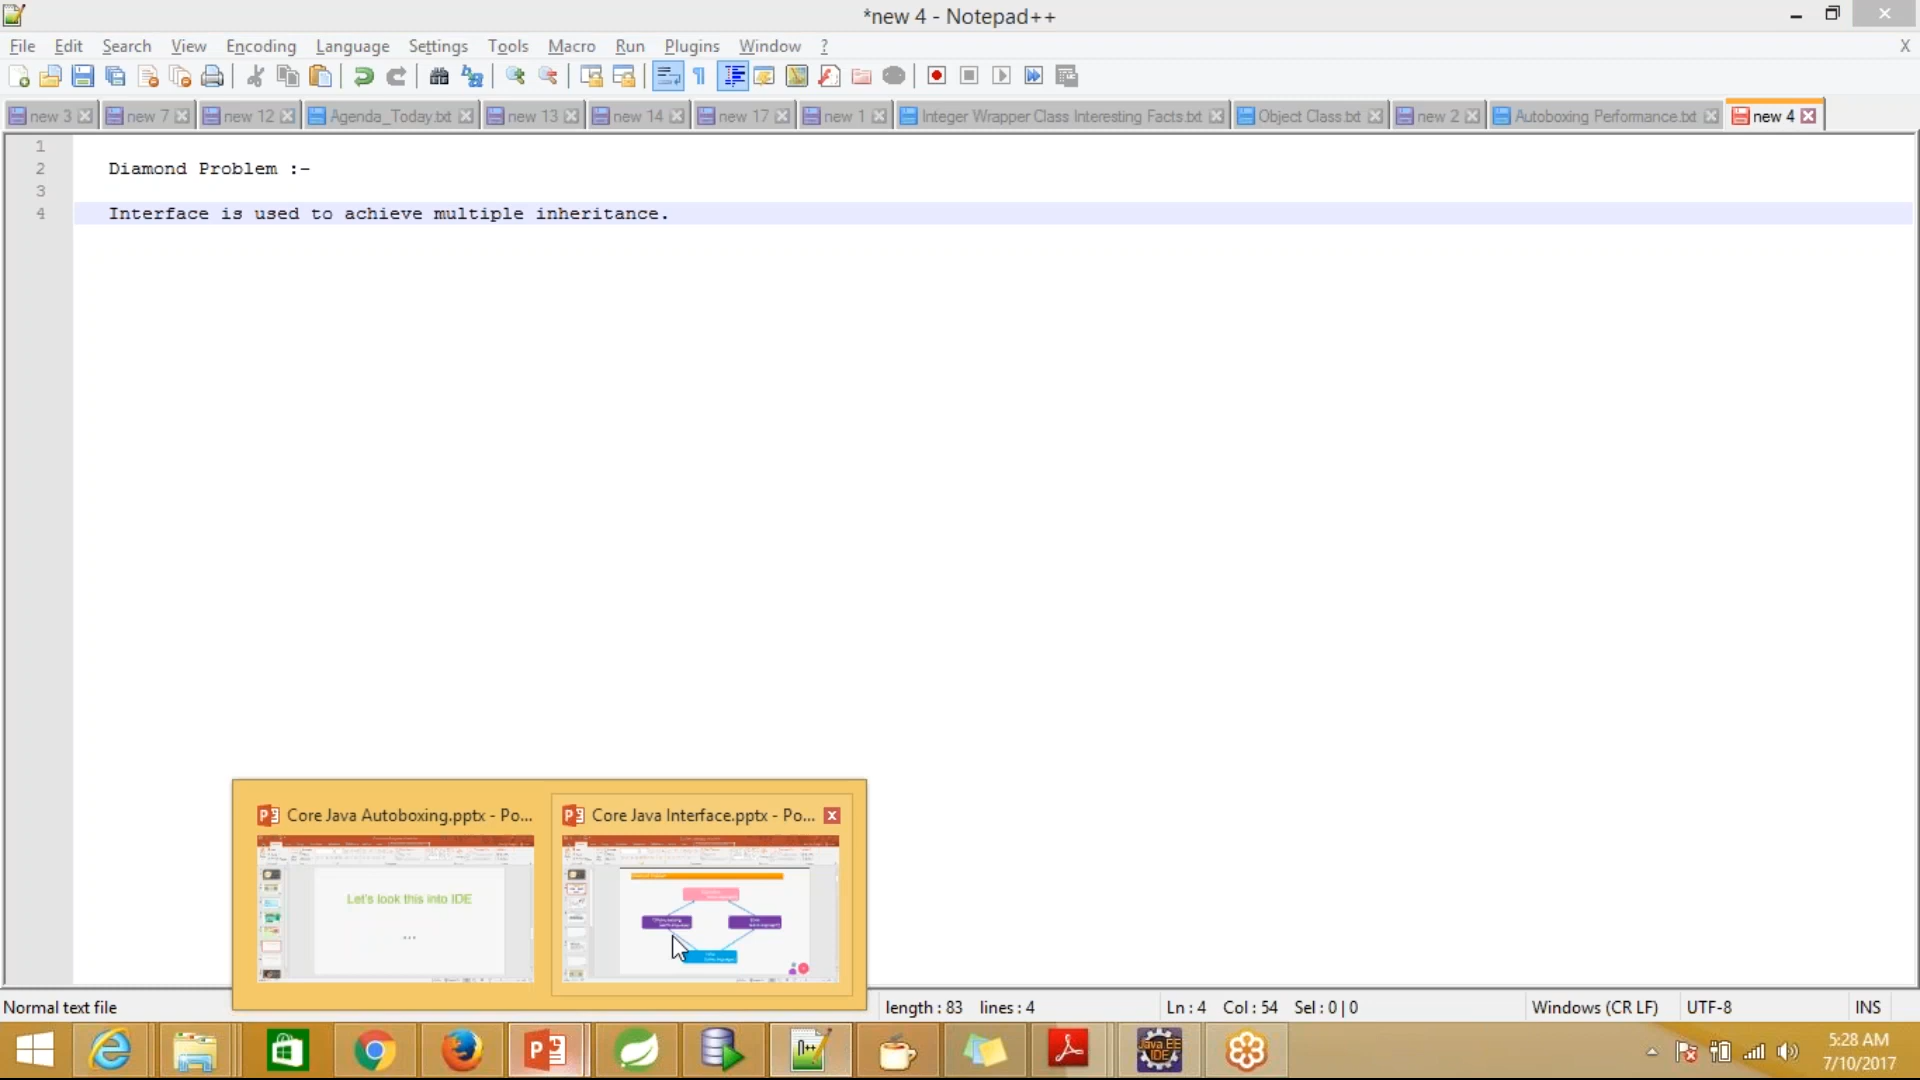 *new 4 - Notepad++
File Edit Search View Encoding Language Settings Tools Macro Run Plugins Window ? X
new 3 new 7 new 12 Agenda_Today.txt new 13 new 14 new 17 new 1 Integer Wrapper Class Interesting Facts.txt Object Class.txt new 2 Autoboxing Performance.txt new 4
1
2 Diamond Problem :-
3
4 Interface is used to achieve multiple inheritance.
Core Java Autoboxing.pptx - Po... Core Java Interface.pptx - Po...
Let's look this into IDE
...
Normal text file length : 83 lines : 4 Ln : 4 Col : 54 Sel : 0 | 0 Windows (CR LF) UTF-8 INS
Java EE
IDE
5:28 AM
7/10/2017